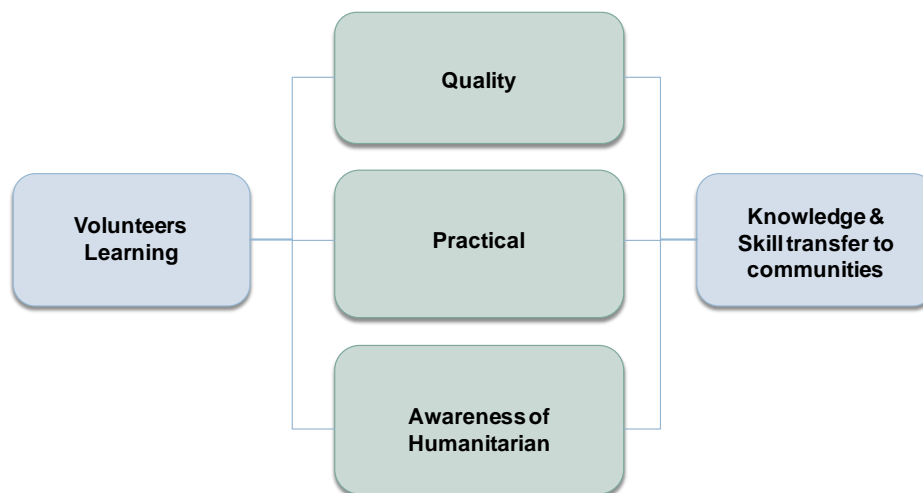 Quality
Volunteers
Learning
Practical
Knowledge &
Skill transfer to
communities
Awareness of
Humanitarian